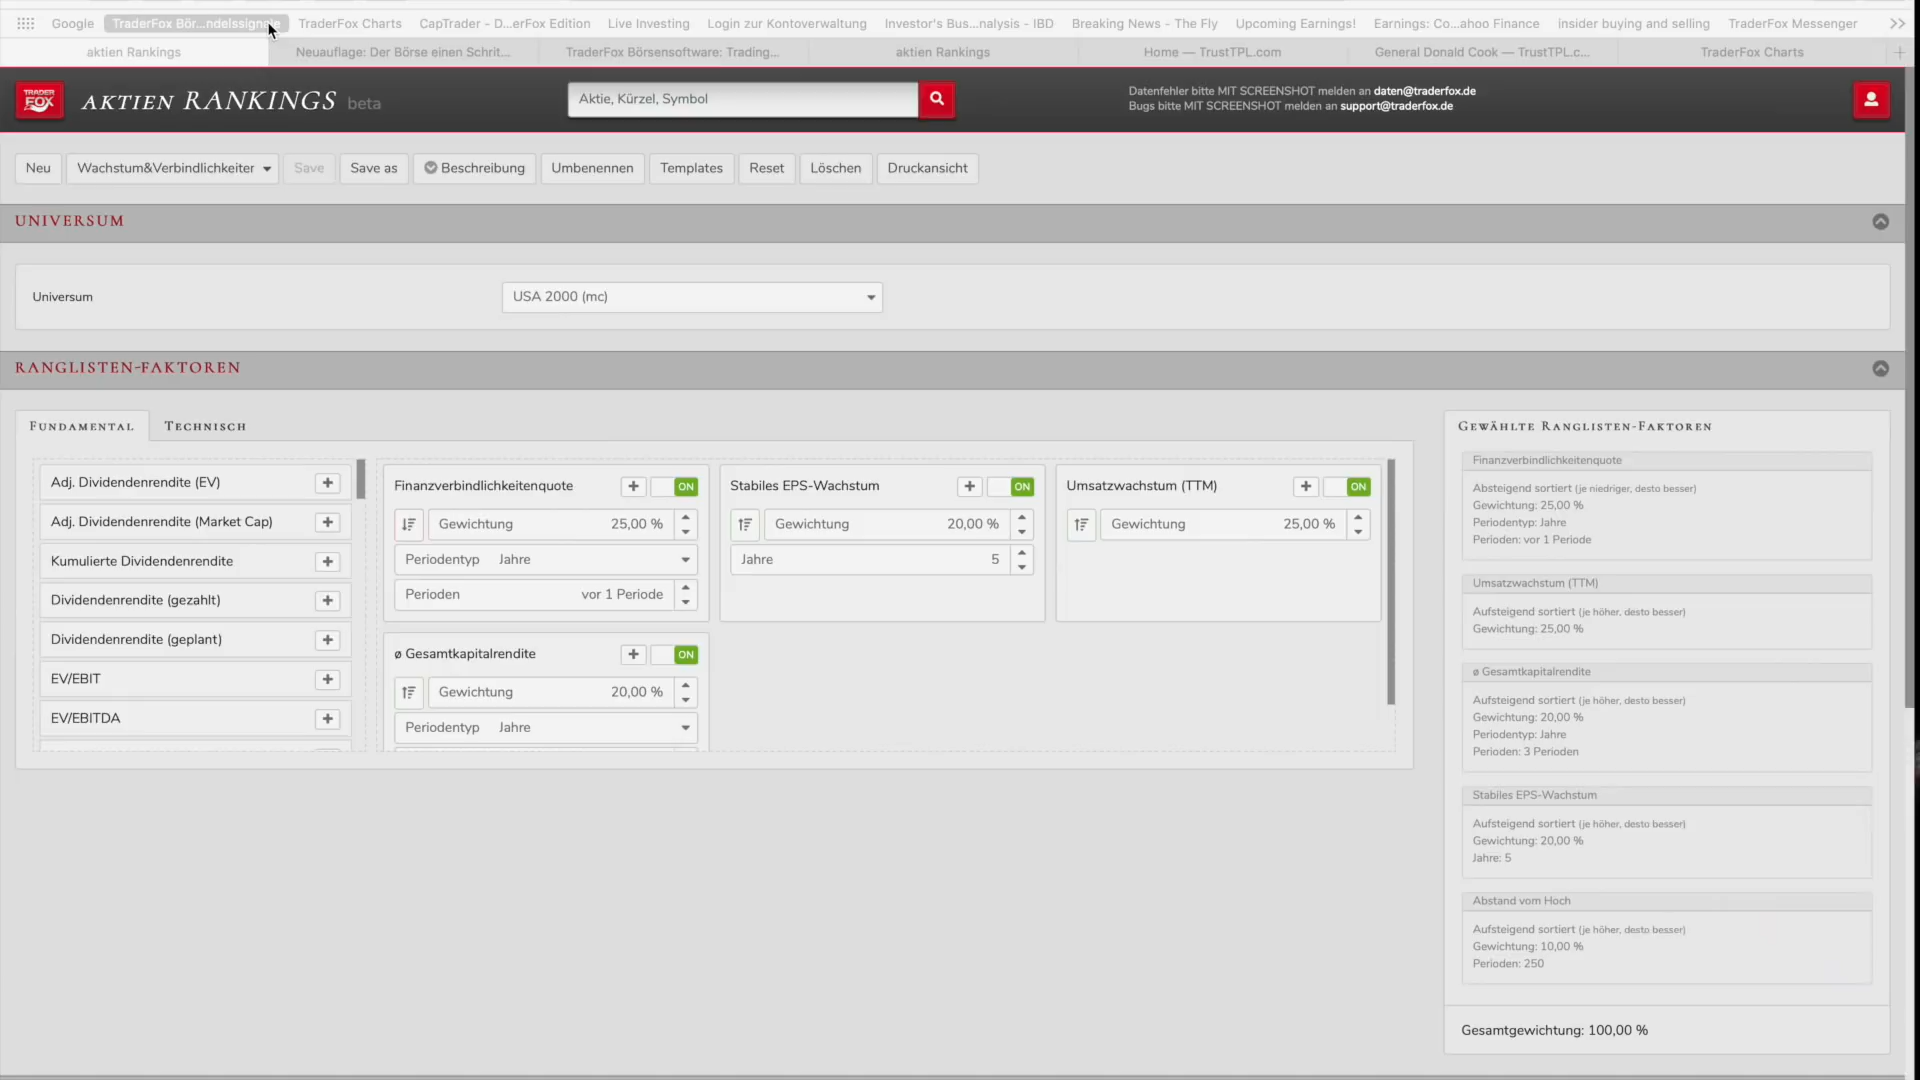 Google TraderFox Bör...ndelssignale TraderFox Charts CapTrader - D...erFox Edition Live Investing Login zur Kontoverwaltung Investor's Bus...nalysis - IBD Breaking News - The Fly Upcoming Earnings! Earnings: Co...ahoo Finance insider buying and selling TraderFox Messenger
aktien Rankings Neuauflage: Der Börse einen Schrit... TraderFox Börsensoftware: Trading... aktien Rankings Home — TrustTPL.com General Donald Cook — TrustTPL.c... TraderFox Charts
TRADER FOX
AKTIEN RANKINGS beta
Aktie, Kürzel, Symbol
Datenfehler bitte MIT SCREENSHOT melden an daten@traderfox.de
Bugs bitte MIT SCREENSHOT melden an support@traderfox.de
Neu Wachstum&Verbindlichkeiter Save Save as Beschreibung Umbenennen Templates Reset Löschen Druckansicht
UNIVERSUM
Universum USA 2000 (mc)
RANGLISTEN-FAKTOREN
FUNDAMENTAL TECHNISCH
Adj. Dividendenrendite (EV)
Adj. Dividendenrendite (Market Cap)
Kumulierte Dividendenrendite
Dividendenrendite (gezahlt)
Dividendenrendite (geplant)
EV/EBIT
EV/EBITDA
Finanzverbindlichkeitenquote ON
Gewichtung 25,00 %
Periodentyp Jahre
Perioden vor 1 Periode
Stabiles EPS-Wachstum ON
Gewichtung 20,00 %
Jahre 5
Umsatzwachstum (TTM) ON
Gewichtung 25,00 %
ø Gesamtkapitalrendite ON
Gewichtung 20,00 %
Periodentyp Jahre
GEWÄHLTE RANGLISTEN-FAKTOREN
Finanzverbindlichkeitenquote
Absteigend sortiert (je niedriger, desto besser)
Gewichtung: 25,00 %
Periodentyp: Jahre
Perioden: vor 1 Periode
Umsatzwachstum (TTM)
Aufsteigend sortiert (je höher, desto besser)
Gewichtung: 25,00 %
ø Gesamtkapitalrendite
Aufsteigend sortiert (je höher, desto besser)
Gewichtung: 20,00 %
Periodentyp: Jahre
Perioden: 3 Perioden
Stabiles EPS-Wachstum
Aufsteigend sortiert (je höher, desto besser)
Gewichtung: 20,00 %
Jahre: 5
Abstand vom Hoch
Aufsteigend sortiert (je höher, desto besser)
Gewichtung: 10,00 %
Perioden: 250
Gesamtgewichtung: 100,00 %